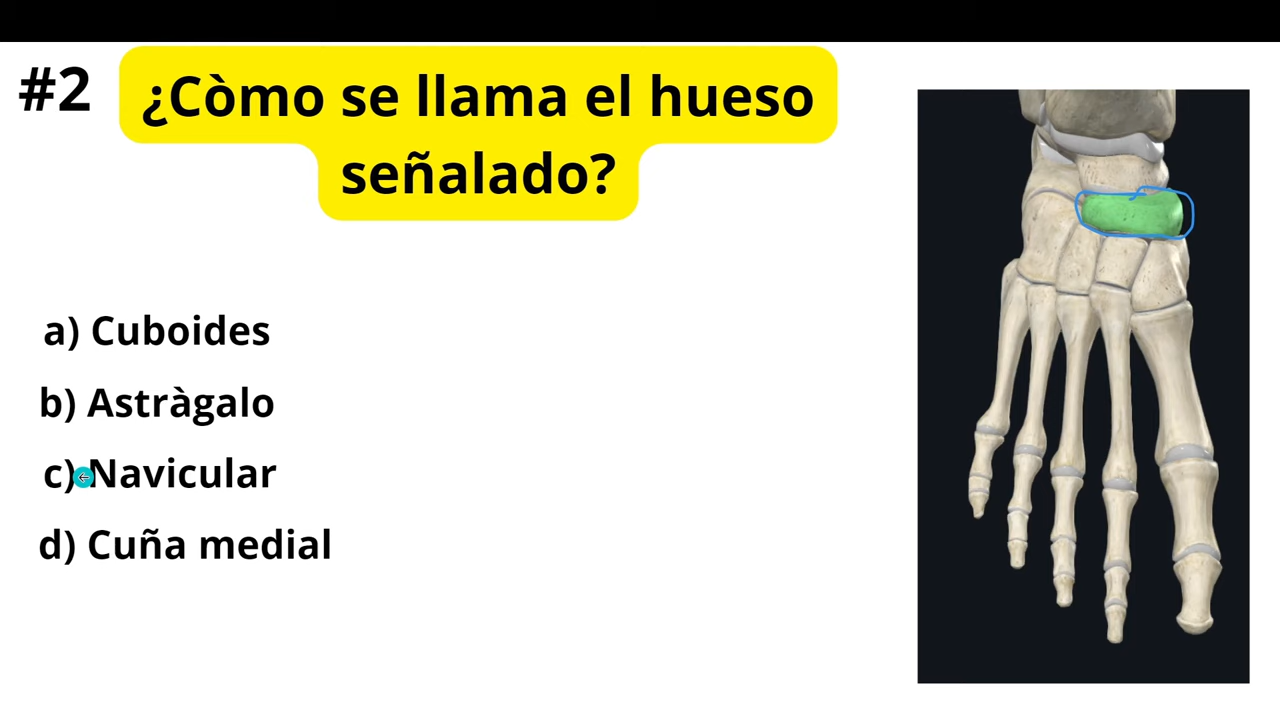 #2
¿Còmo se llama el hueso
señalado?
a) Cuboides
b) Astràgalo
c) Navicular
d) Cuña medial